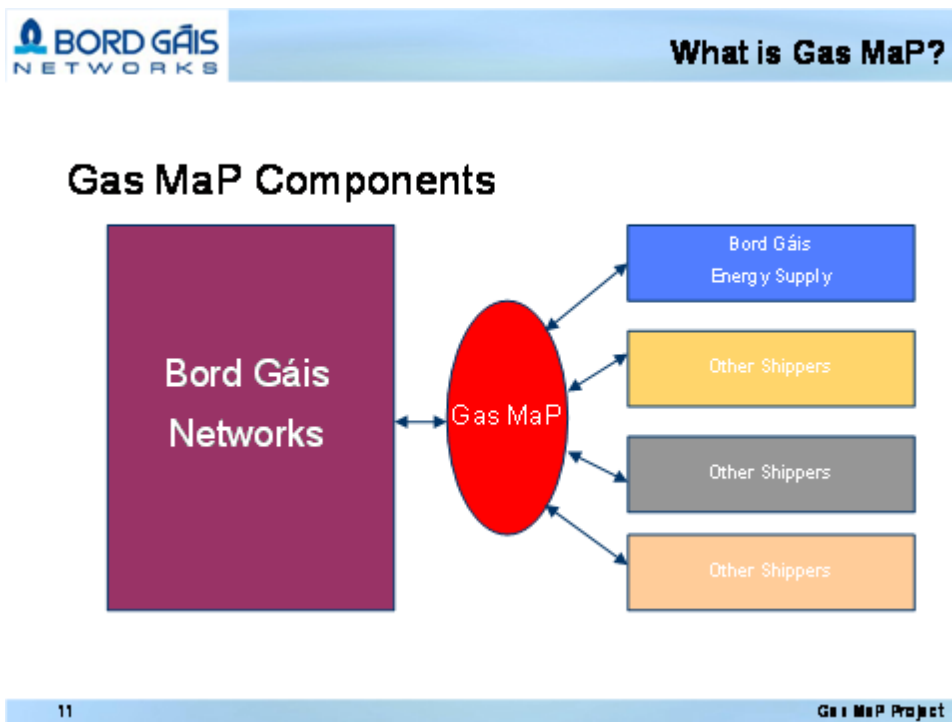 BORD GÁIS
NETWORKS
What is Gas MaP?
Gas MaP Components
Bord Gáis
Networks
Gas MaP
Bord Gáis
Energy Supply
Other Shippers
Other Shippers
Other Shippers
11
Gas MaP Project